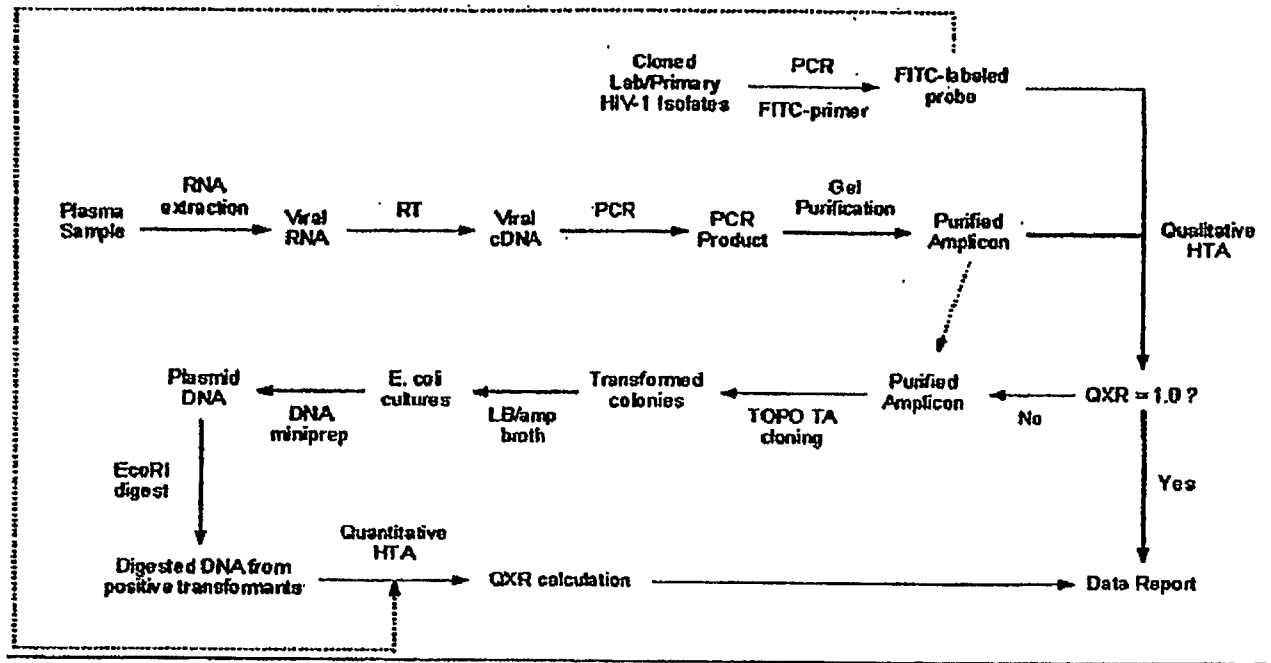 Cloned
Lab/Primary
HIV-1 Isolates
PCR
FITC-primer
FITC-labeled
probe
Plasma
Sample
RNA
extraction
Viral
RNA
RT
Viral
cDNA
PCR
PCR
Product
Gel
Purification
Purified
Amplicon
Qualitative
HTA
Plasmid
DNA
DNA
miniprep
E. coli
cultures
LB/amp
broth
Transformed
colonies
TOPO TA
cloning
Purified
Amplicon
No
QXR = 1.0 ?
Yes
EcoRI
digest
Digested DNA from
positive transformants
Quantitative
HTA
QXR calculation
Data Report